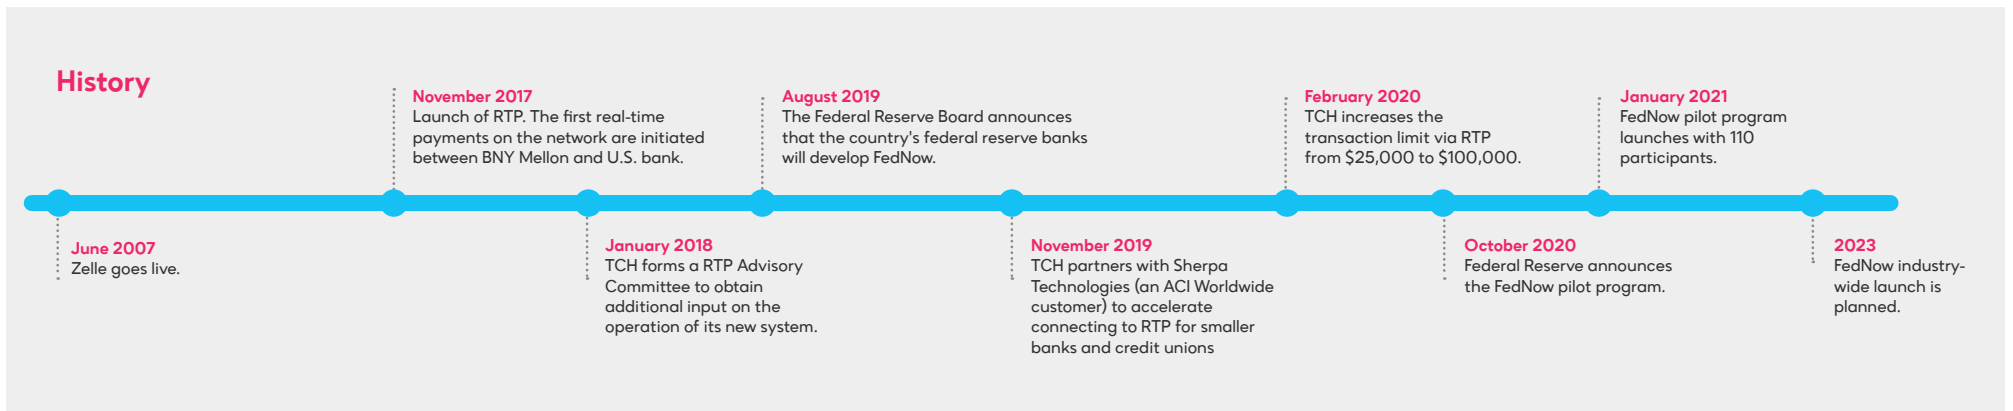 History
June 2007
Zelle goes live.
November 2017
Launch of RTP. The first real-time
payments on the network are initiated
between BNY Mellon and U.S. bank.
January 2018
TCH forms a RTP Advisory
Committee to obtain
additional input on the
operation of its new system.
August 2019
The Federal Reserve Board announces
that the country's federal reserve banks
will develop FedNow.
November 2019
TCH partners with Sherpa
Technologies (an ACI Worldwide
customer) to accelerate
connecting to RTP for smaller
banks and credit unions
February 2020
TCH increases the
transaction limit via RTP
from $25,000 to $100,000.
October 2020
Federal Reserve announces
the FedNow pilot program.
January 2021
FedNow pilot program
launches with 110
participants.
2023
FedNow industry-
wide launch is
planned.